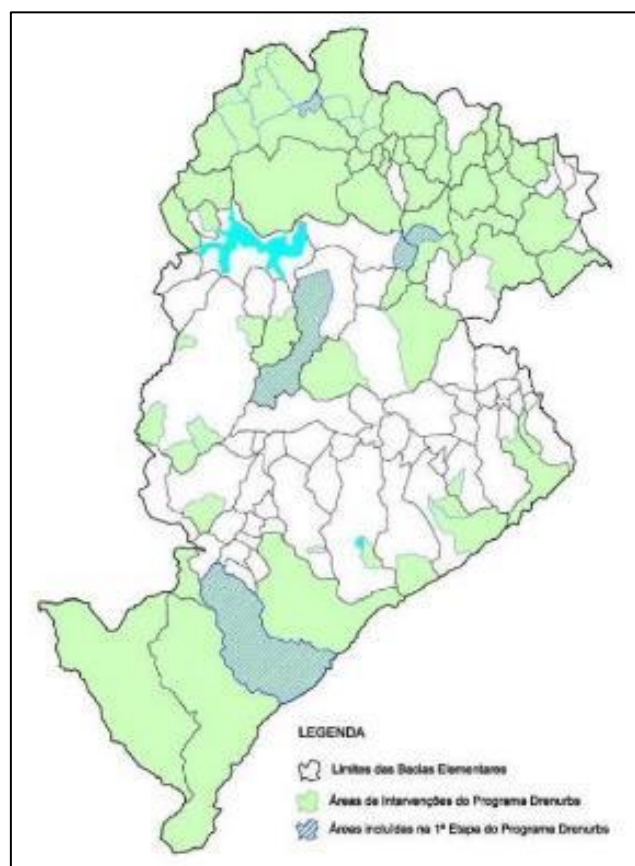 LEGENDA
Limites das Bacias Elementares
Áreas de Intervenções do Programa Drenurbs
Áreas incluídas na 1ª Etapa do Programa Drenurbs